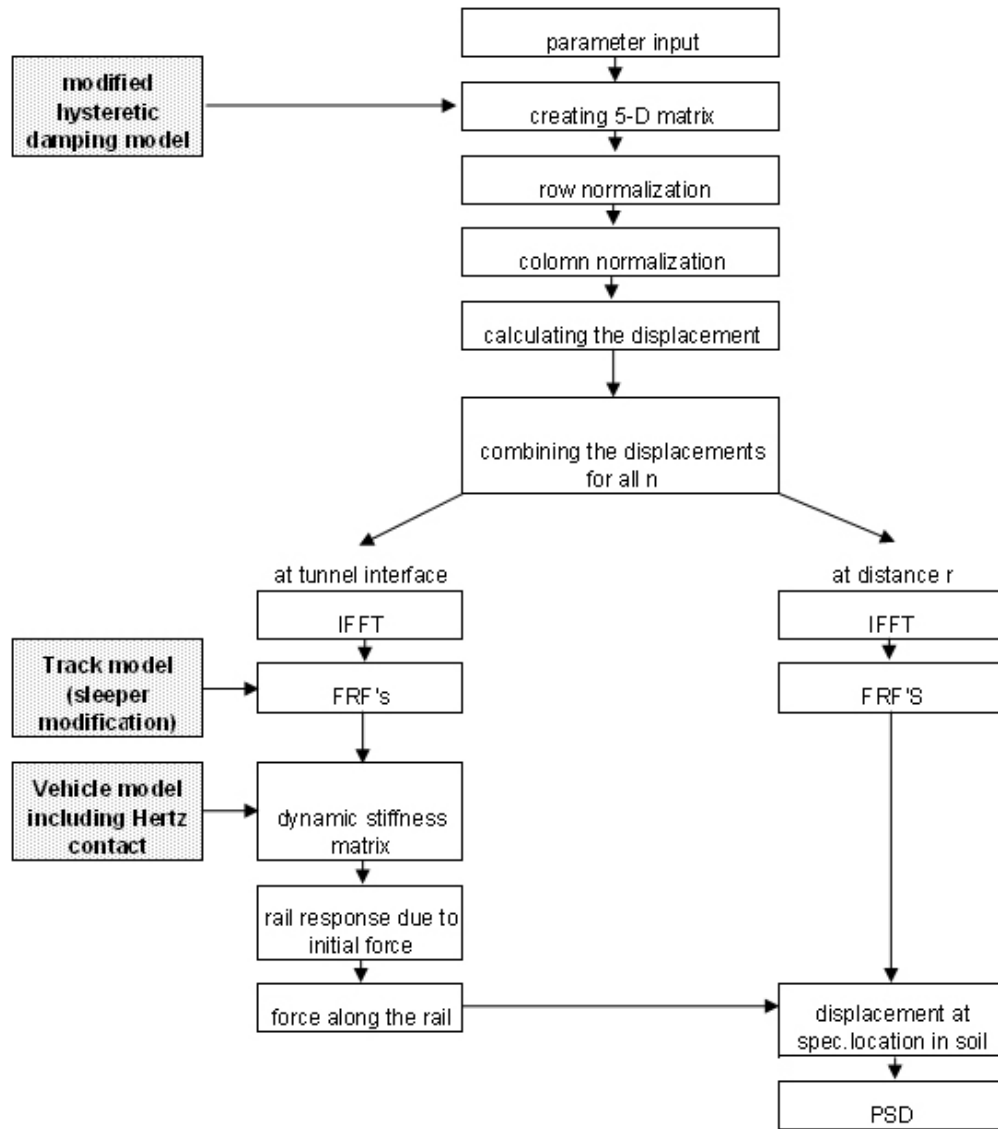 parameter input
modified
hysteretic
damping model
creating 5-D matrix
row normalization
colomn normalization
calculating the displacement
combining the displacements
for all n
at tunnel interface
at distance r
IFFT
IFFT
Track model
(sleeper
modification)
FRF's
FRF'S
Vehicle model
including Hertz
contact
dynamic stiffness
matrix
rail response due to
initial force
force along the rail
displacement at
spec.location in soil
PSD